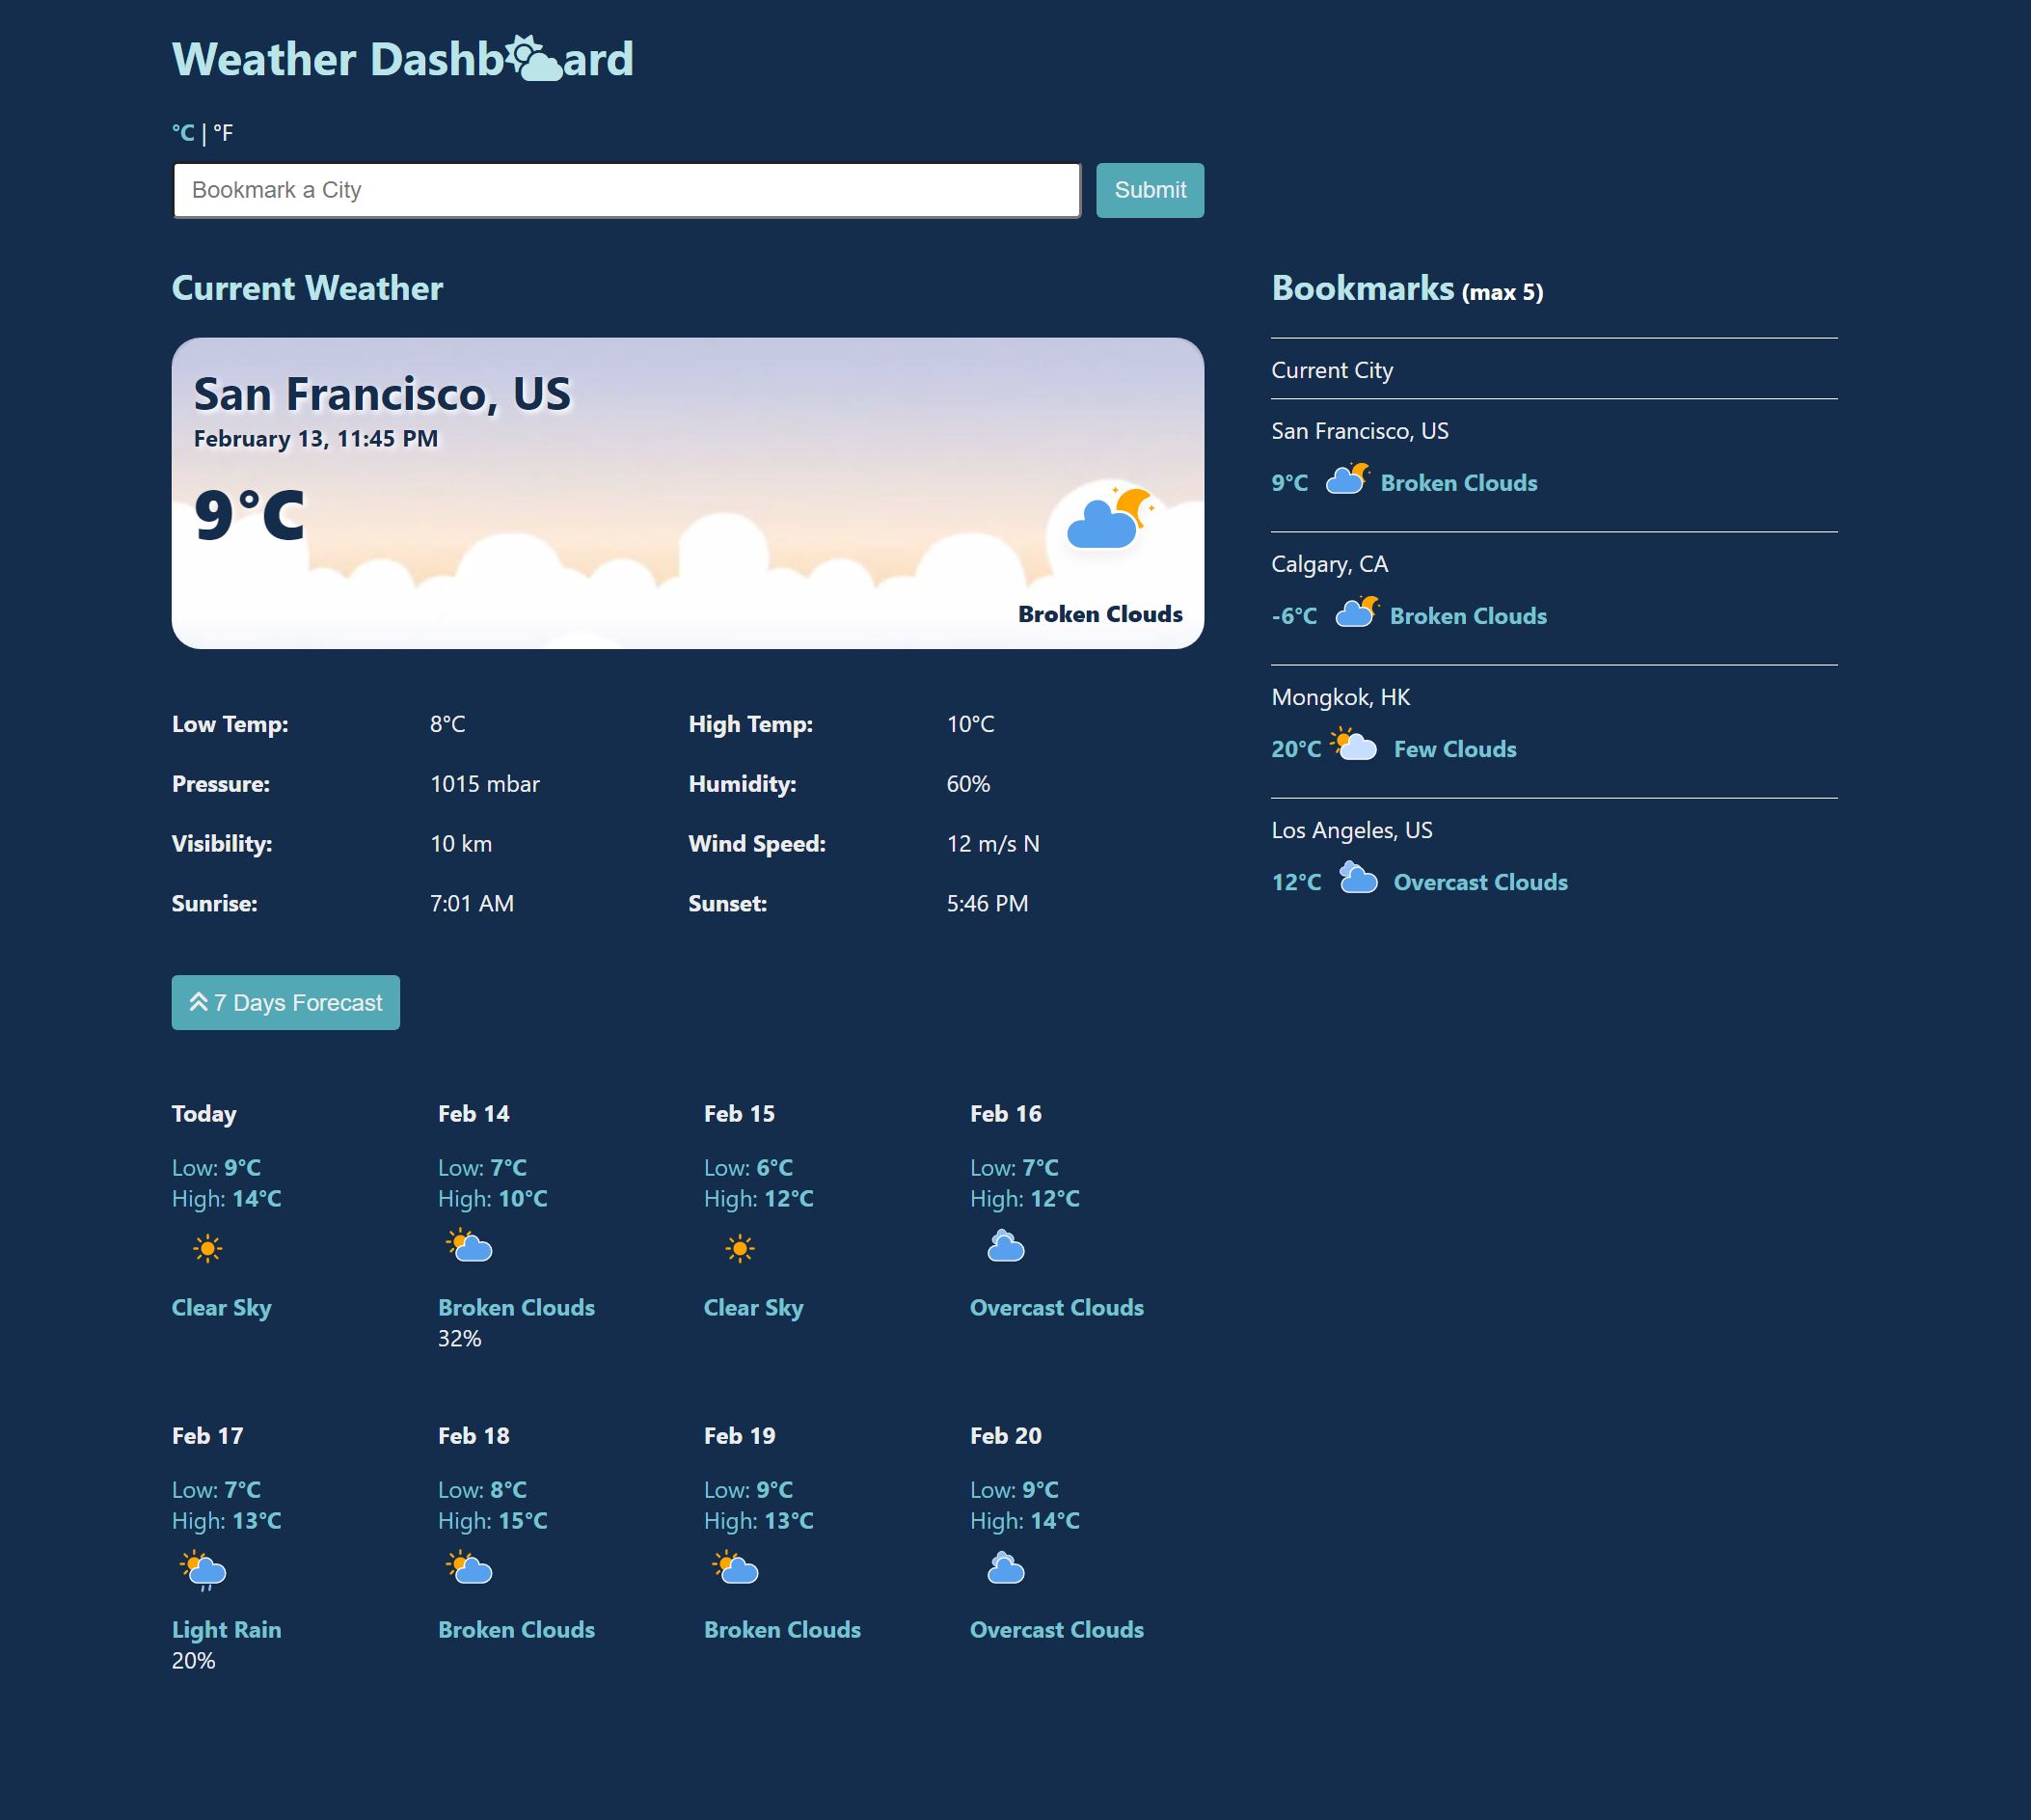 Weather Dashb ard
°C | °F
Bookmark a City
Submit
Current Weather
San Francisco, US
February 13, 11:45 PM
9°C
Broken Clouds
Low Temp: 8°C High Temp: 10°C
Pressure: 1015 mbar Humidity: 60%
Visibility: 10 km Wind Speed: 12 m/s N
Sunrise: 7:01 AM Sunset: 5:46 PM
7 Days Forecast
Today
Low: 9°C
High: 14°C
Clear Sky
Feb 14
Low: 7°C
High: 10°C
Broken Clouds
32%
Feb 15
Low: 6°C
High: 12°C
Clear Sky
Feb 16
Low: 7°C
High: 12°C
Overcast Clouds
Feb 17
Low: 7°C
High: 13°C
Light Rain
20%
Feb 18
Low: 8°C
High: 15°C
Broken Clouds
Feb 19
Low: 9°C
High: 13°C
Broken Clouds
Feb 20
Low: 9°C
High: 14°C
Overcast Clouds
Bookmarks (max 5)
Current City
San Francisco, US
9°C Broken Clouds
Calgary, CA
-6°C Broken Clouds
Mongkok, HK
20°C Few Clouds
Los Angeles, US
12°C Overcast Clouds